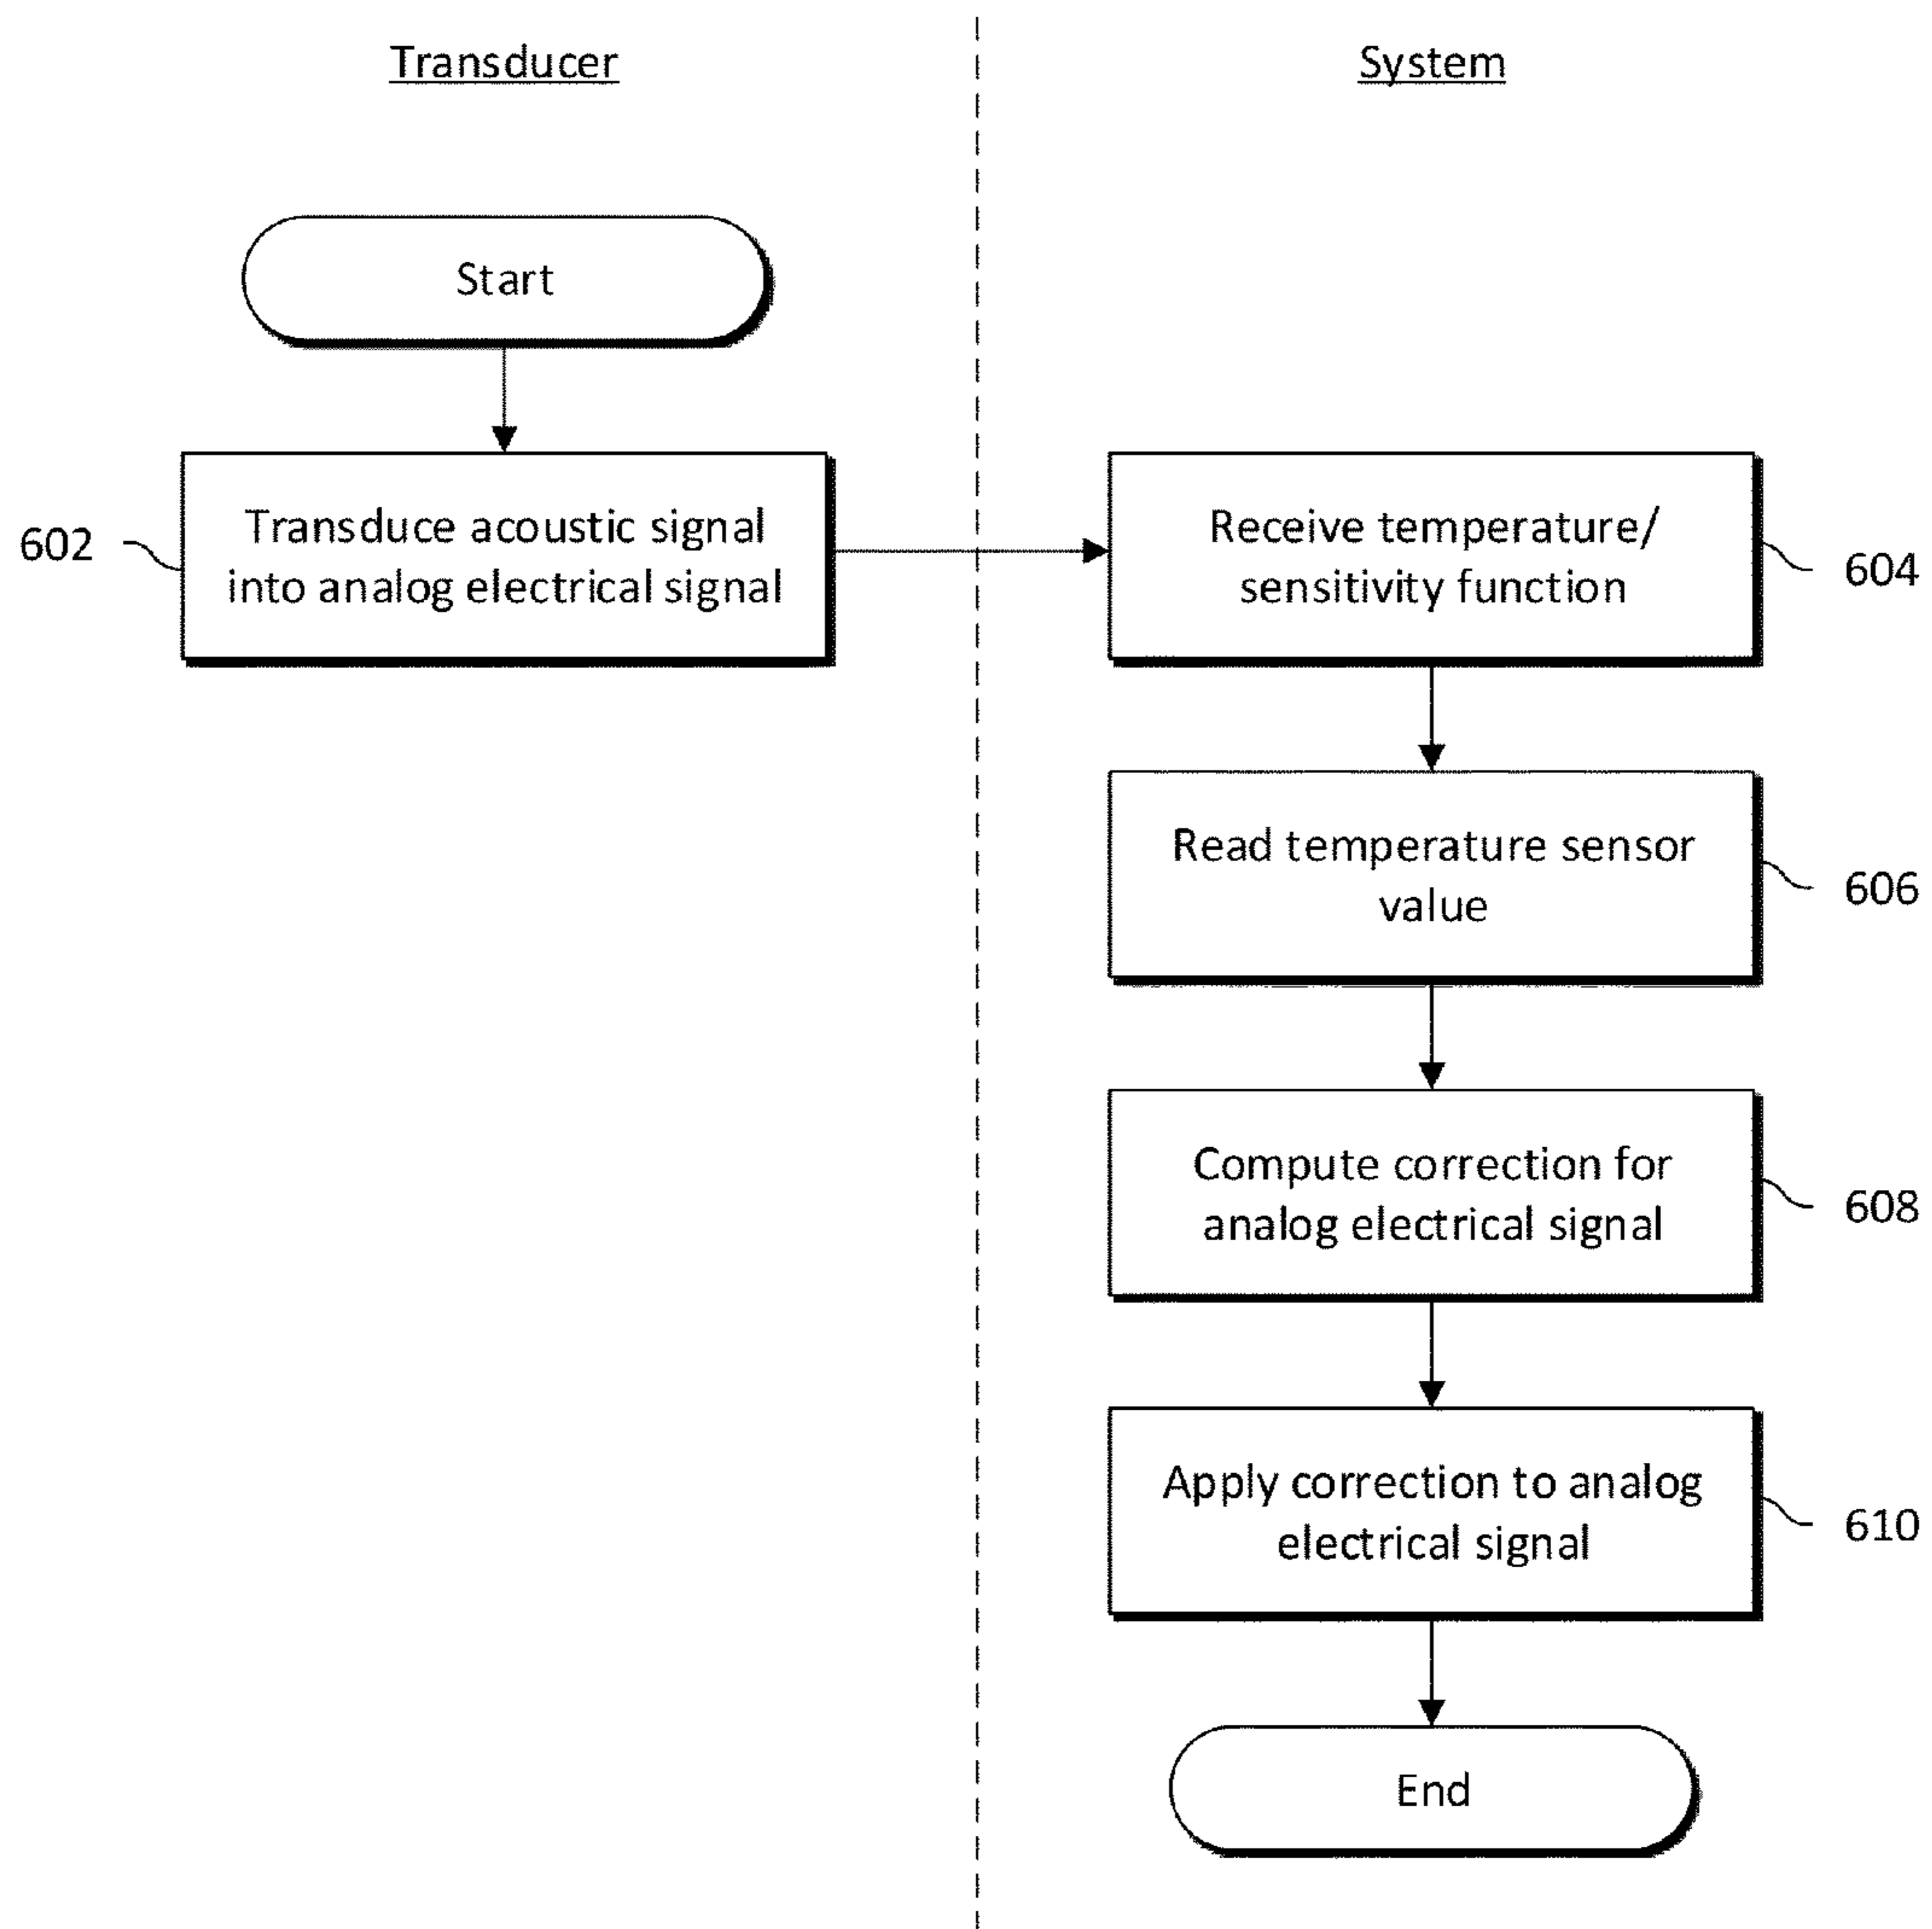 Transducer
System
Start
602
Transduce acoustic signal
into analog electrical signal
Receive temperature/
sensitivity function
604
Read temperature sensor
value
606
Compute correction for
analog electrical signal
608
Apply correction to analog
electrical signal
610
End